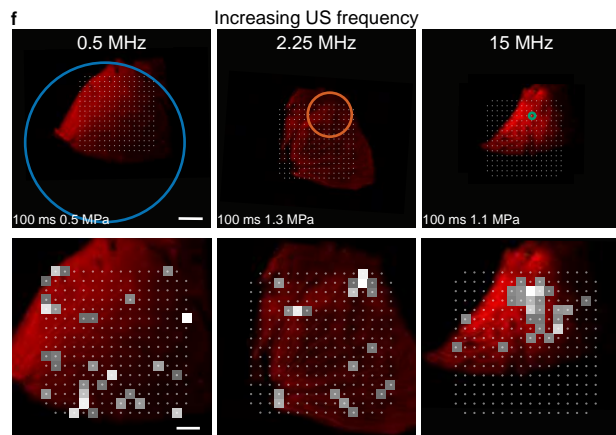 f
Increasing US frequency
0.5 MHz
2.25 MHz
15 MHz
100 ms 0.5 MPa
100 ms 1.3 MPa
100 ms 1.1 MPa